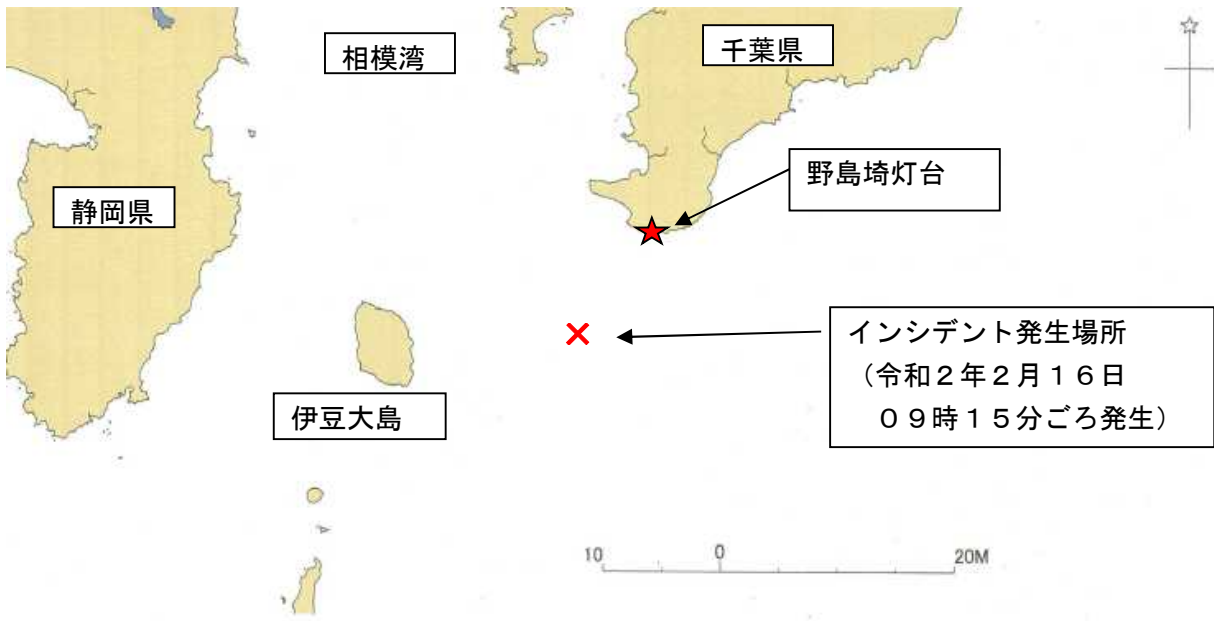 相模湾
千葉県
野島埼灯台
静岡県
インシデント発生場所
（令和２年２月１６日
０９時１５分ごろ発生）
伊豆大島
10 0 20M